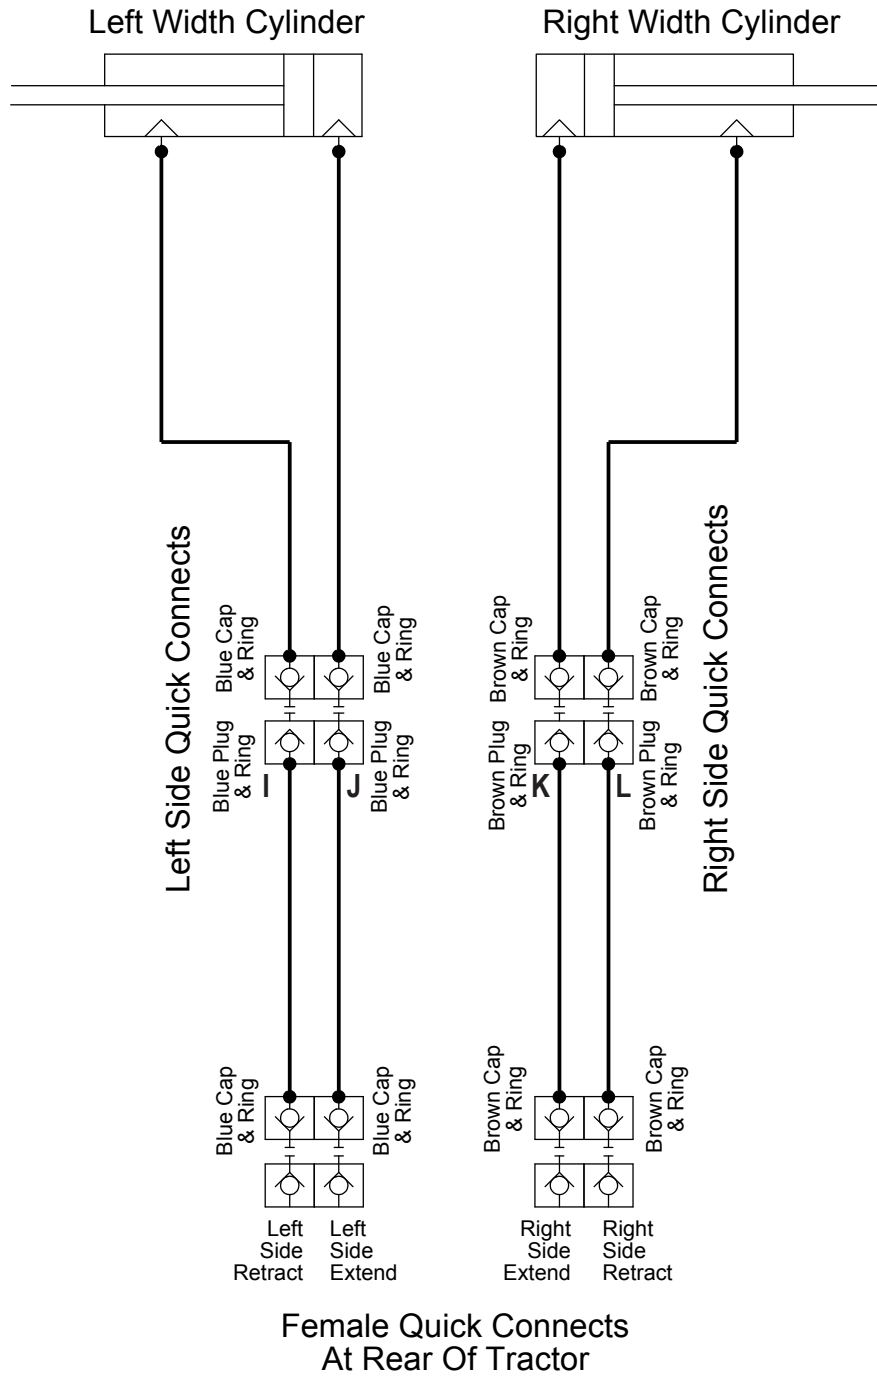 Left Width Cylinder
Right Width Cylinder
Left Side Quick Connects
Right Side Quick Connects
Blue Cap
& Ring
Blue Cap
& Ring
Brown Cap
& Ring
Brown Cap
& Ring
Blue Plug
& Ring
I
J
Blue Plug
& Ring
Brown Plug
& Ring
K
L
Brown Plug
& Ring
Blue Cap
& Ring
Blue Cap
& Ring
Brown Cap
& Ring
Brown Cap
& Ring
Left
Side
Retract
Left
Side
Extend
Right
Side
Extend
Right
Side
Retract
Female Quick Connects
At Rear Of Tractor